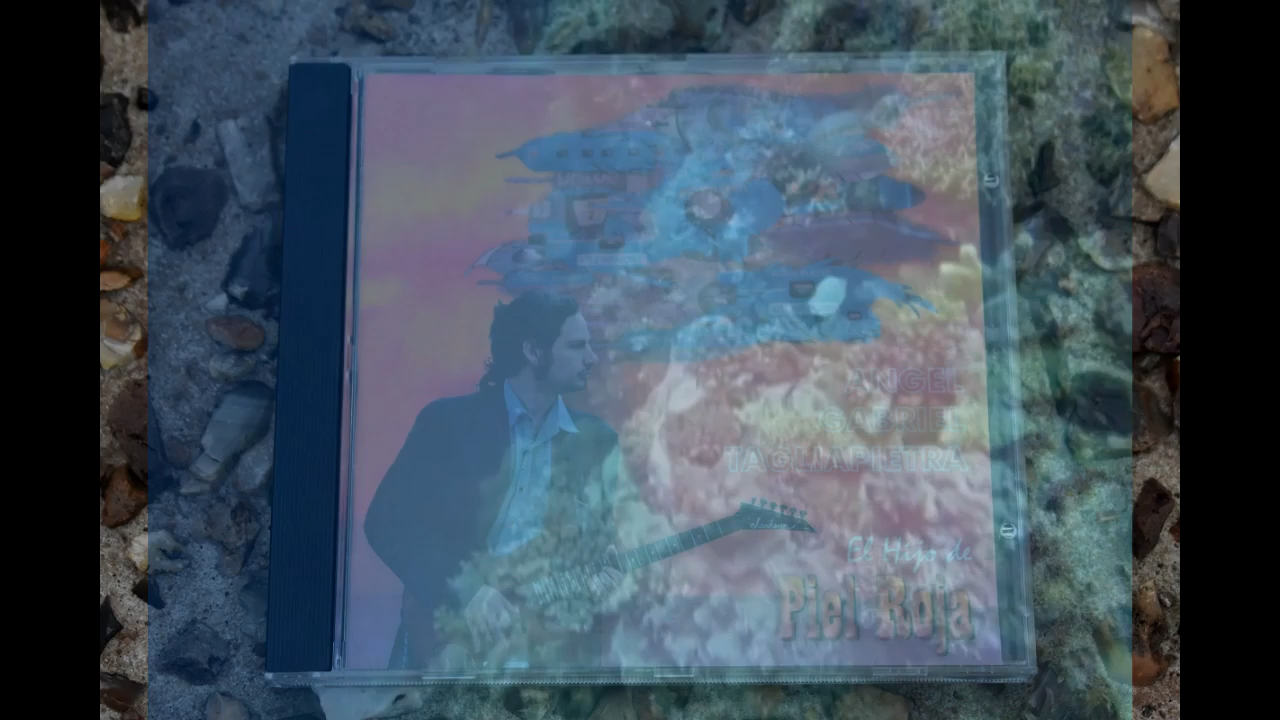 ANGEL
GABRIEL
TAGLIAPIETRA
El Hijo de
Piel Roja